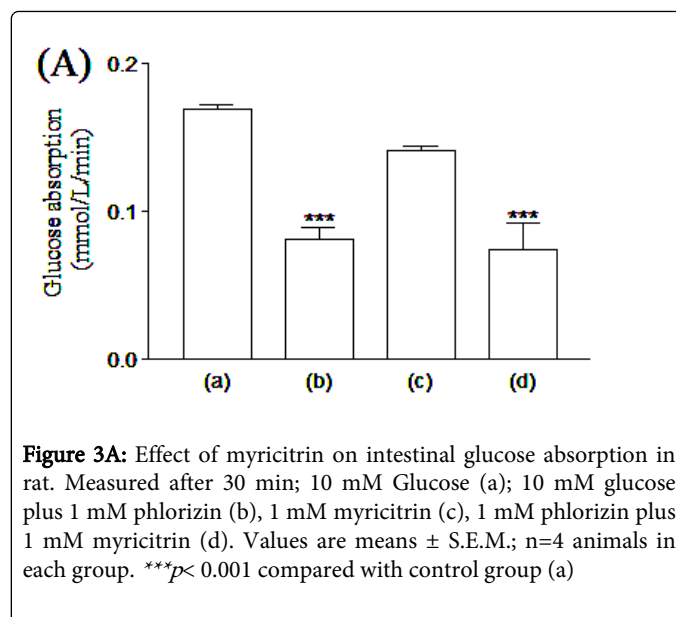 (A)
0.2
0.1
0.0
Glucose absorption
(mmol/L/min)
***
***
(a) (b) (c) (d)
Figure 3A: Effect of myricitrin on intestinal glucose absorption in
rat. Measured after 30 min; 10 mM Glucose (a); 10 mM glucose
plus 1 mM phlorizin (b), 1 mM myricitrin (c), 1 mM phlorizin plus
1 mM myricitrin (d). Values are means ± S.E.M.; n=4 animals in
each group. ***p< 0.001 compared with control group (a)